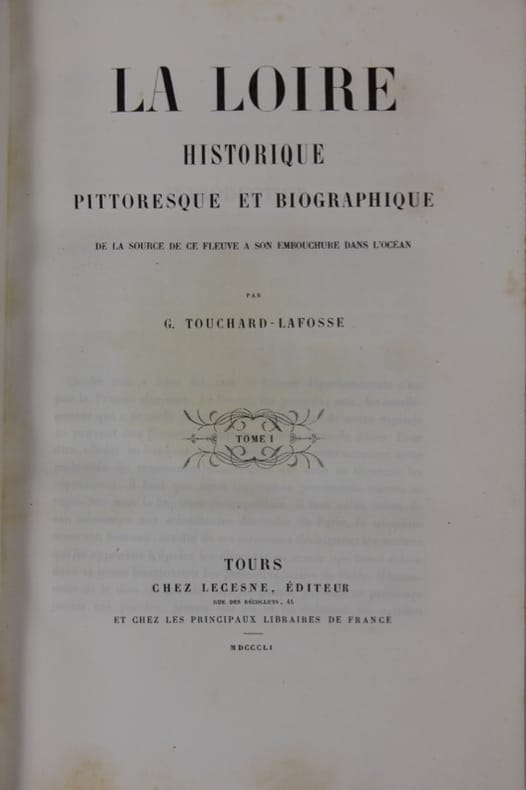 LA LOIRE
HISTORIQUE
PITTORESQUE ET BIOGRAPHIQUE
DE LA SOURCE DE CE FLEUVE A SON EMBOUCHURE DANS L'OCÉAN
PAR
G. TOUCHARD-LAFOSSE
TOME I
TOURS
CHEZ LECESNE, ÉDITEUR
RUE DES RÉCOLLETS, 45
ET CHEZ LES PRINCIPAUX LIBRAIRES DE FRANCE
MDCCCLI